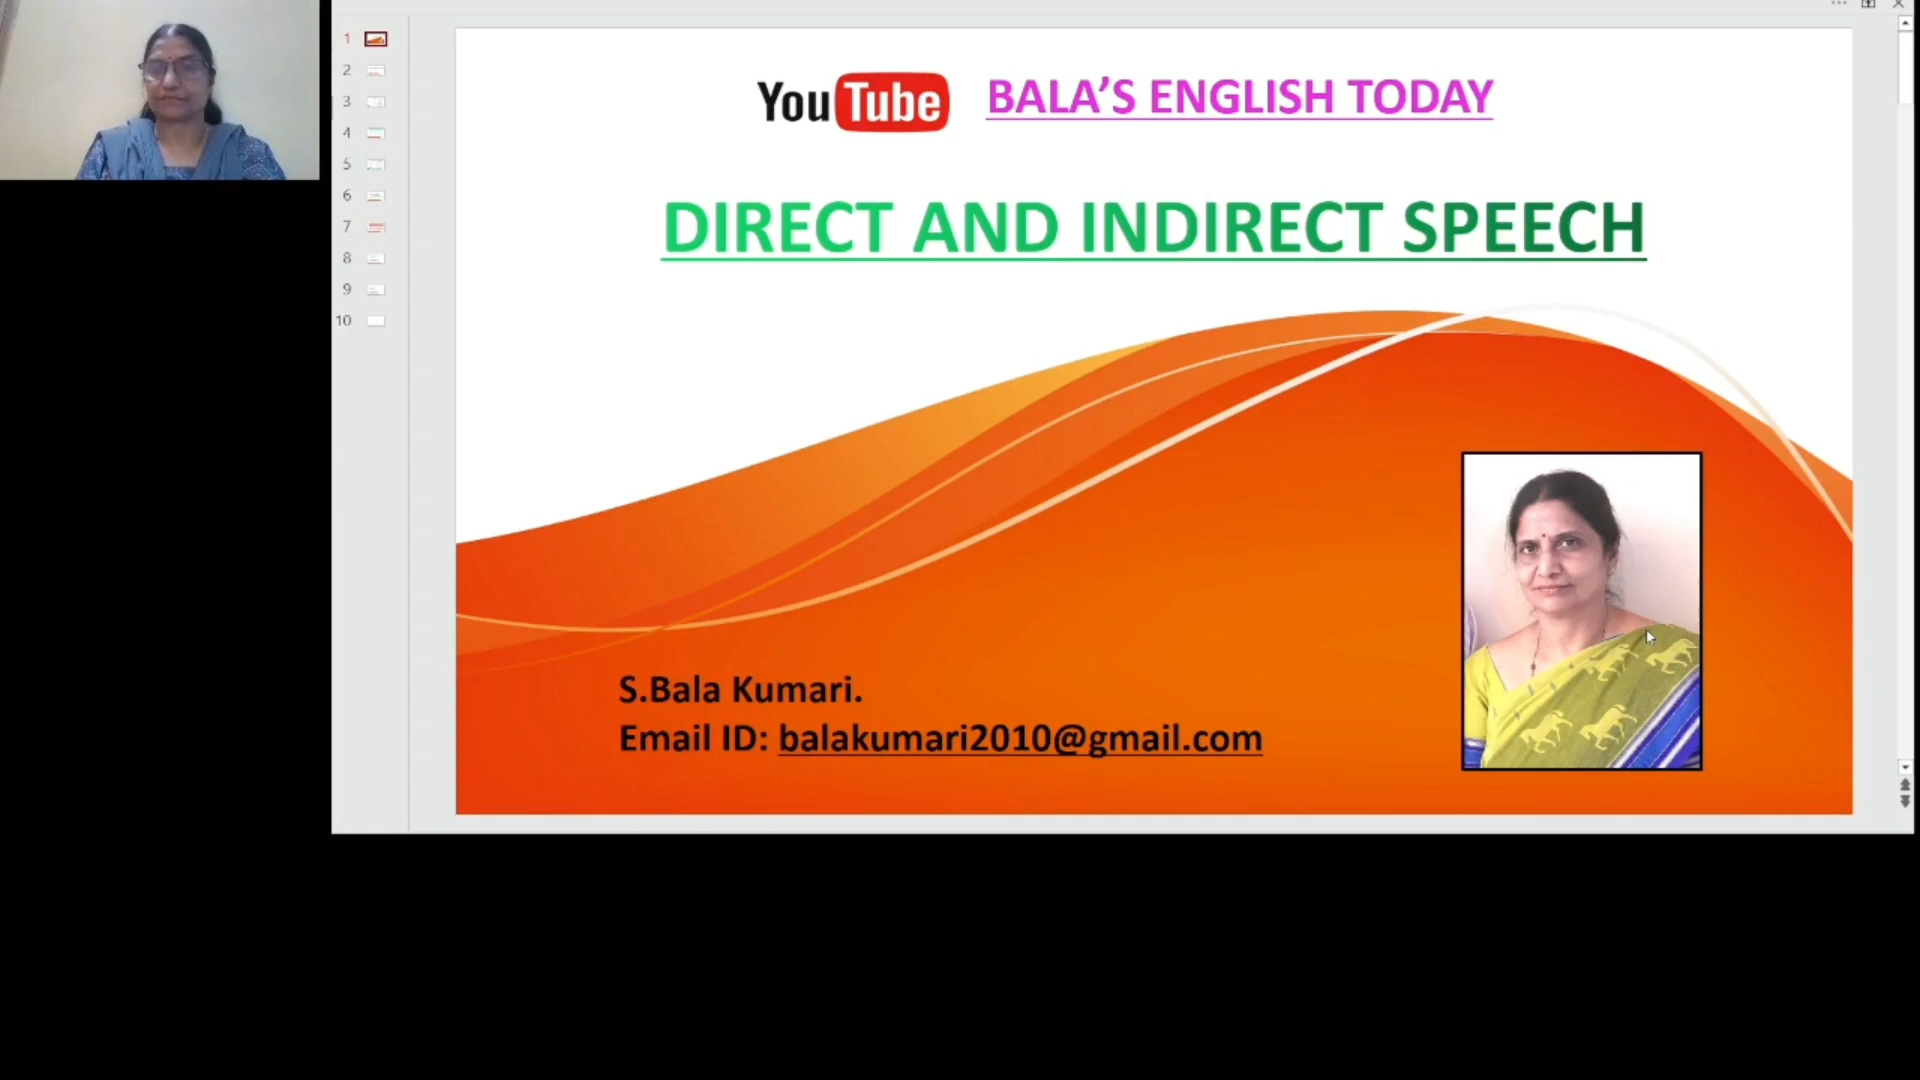 1
2
3
4
5
6
7
8
9
10
YouTube BALA’S ENGLISH TODAY
DIRECT AND INDIRECT SPEECH
S.Bala Kumari.
Email ID: balakumari2010@gmail.com